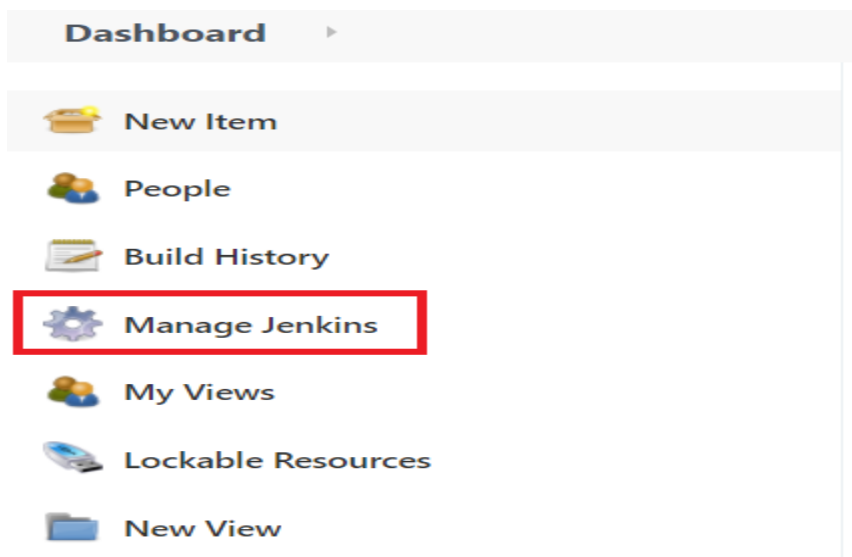 Dashboard
New Item
People
Build History
Manage Jenkins
My Views
Lockable Resources
New View